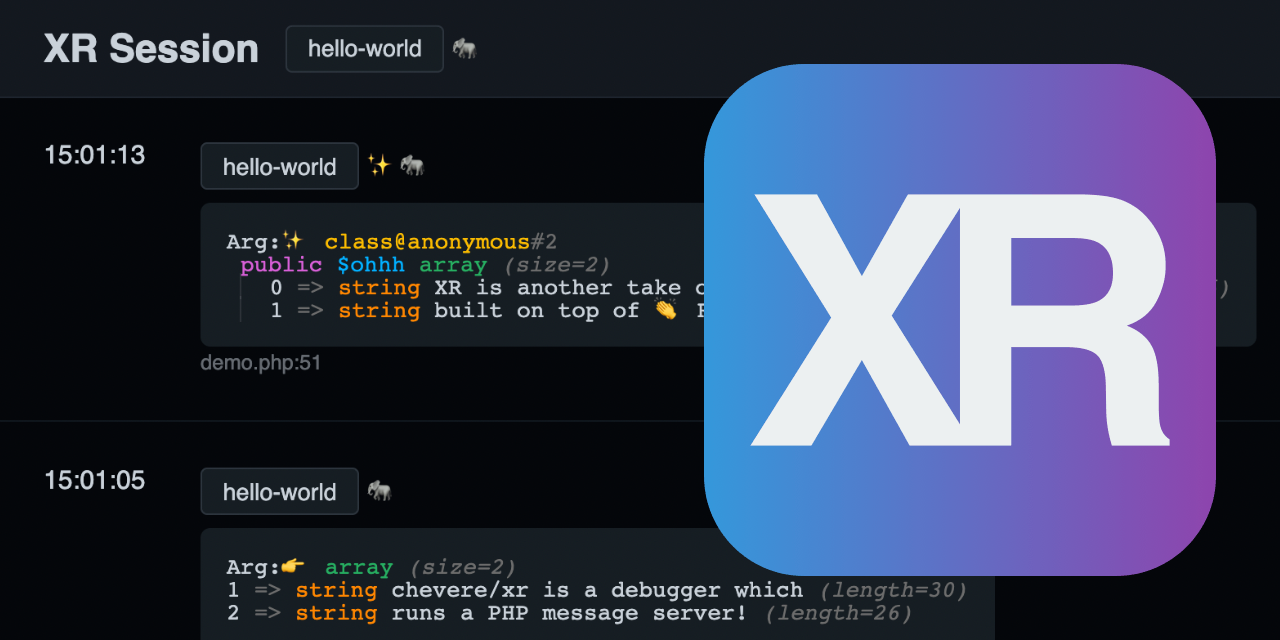 XR Session hello-world 🐘
15:01:13 hello-world ✨ 🐘
Arg:✨ class@anonymous#2
public $ohhh array (size=2)
0 => string XR is another take
1 => string built on top of 👏
demo.php:51
XR
15:01:05 hello-world 🐘
Arg:👉 array (size=2)
1 => string chevere/xr is a debugger which (length=30)
2 => string runs a PHP message server! (length=26)